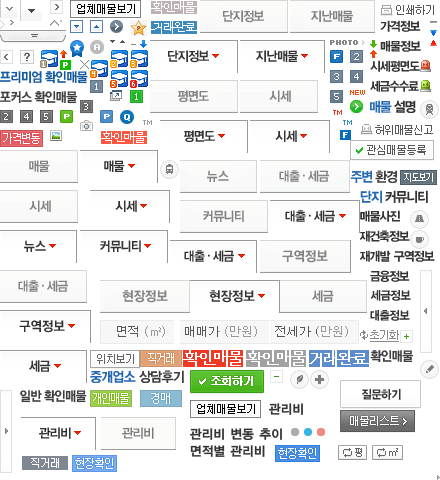 업체매물보기 확인매물 단지정보 지난매물 인쇄하기
거래완료 가격정보
PHOTO 매물정보
단지정보 지난매물 F 2 시세평면도
프리미엄 확인매물 3 4 시세수수료
포커스 확인매물 3 1 평면도 시세 NEW
2 4 5 P P Q 5 매물 설명
TM TM TM
가격변동 확인매물 평면도 시세 F 허위매물신고
관심매물등록
매물 매물 뉴스 대출·세금 주변 환경 지도보기
단지 커뮤니티
시세 시세 커뮤니티 대출·세금 매물사진
뉴스 커뮤니티 재건축정보
대출·세금 구역정보 재개발 구역정보
대출·세금 금융정보
현장정보 현장정보 세금 세금정보
대출정보
구역정보 면적 (㎡) 매매가 (만원) 전세가 (만원) 초기화 +
세금 위치보기 직거래 확인매물 확인매물 거래완료 확인매물
중개업소 상담후기 조회하기
일반 확인매물 개인매물 경매 질문하기
업체매물보기 관리비
매물리스트 >
관리비 관리비 관리비 변동 추이
면적별 관리비 현장확인 평 ㎡
직거래 현장확인